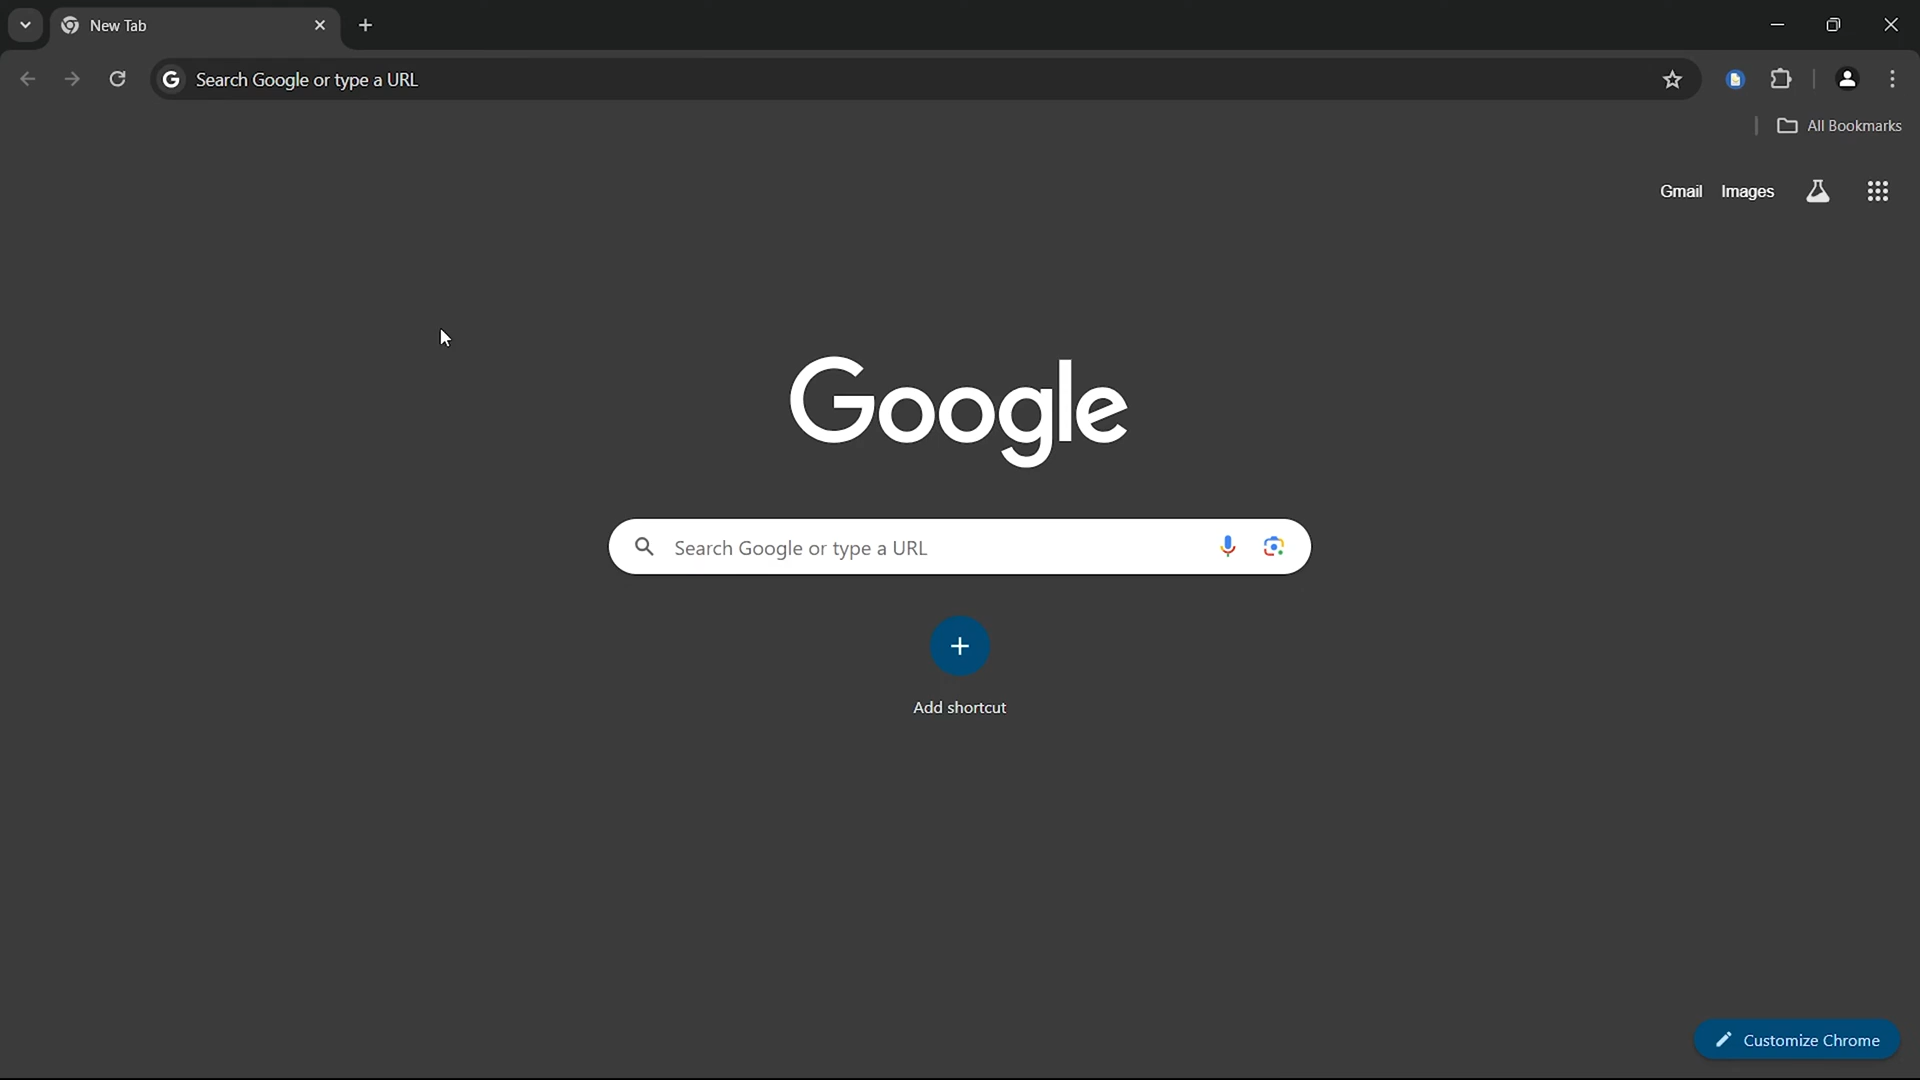 New Tab
Search Google or type a URL
All Bookmarks
Gmail Images
Google
Search Google or type a URL
Add shortcut
Customize Chrome